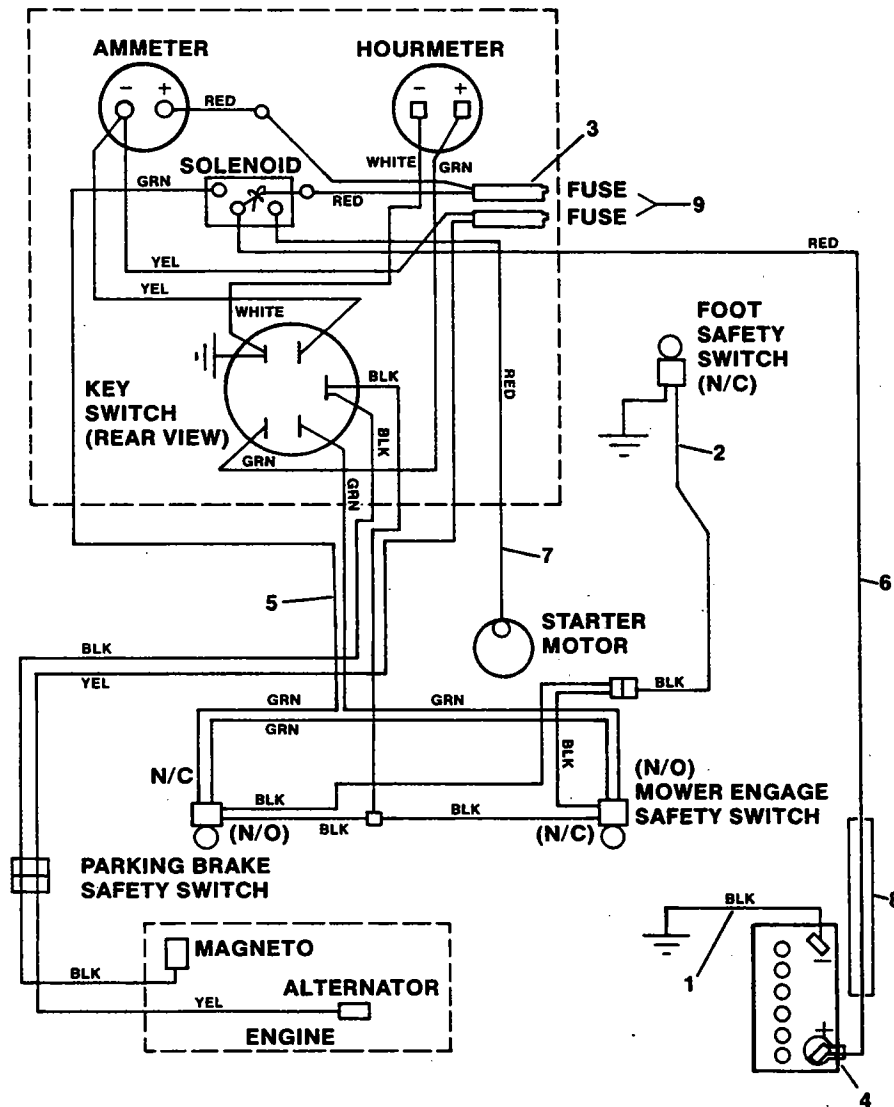 AMMETER
HOURMETER
-
+
-
+
RED
3
WHITE
GRN
SOLENOID
GRN
RED
FUSE
FUSE
9
RED
YEL
YEL
WHITE
FOOT
SAFETY
SWITCH
(N/C)
BLK
RED
KEY
SWITCH
(REAR VIEW)
BLK
2
GRN
GRN
7
5
6
STARTER
MOTOR
BLK
YEL
BLK
GRN
GRN
GRN
BLK
N/C
(N/O)
MOWER ENGAGE
SAFETY SWITCH
BLK
(N/O)
BLK
BLK
(N/C)
PARKING BRAKE
SAFETY SWITCH
8
BLK
1
-
MAGNETO
BLK
YEL
ALTERNATOR
ENGINE
+
4